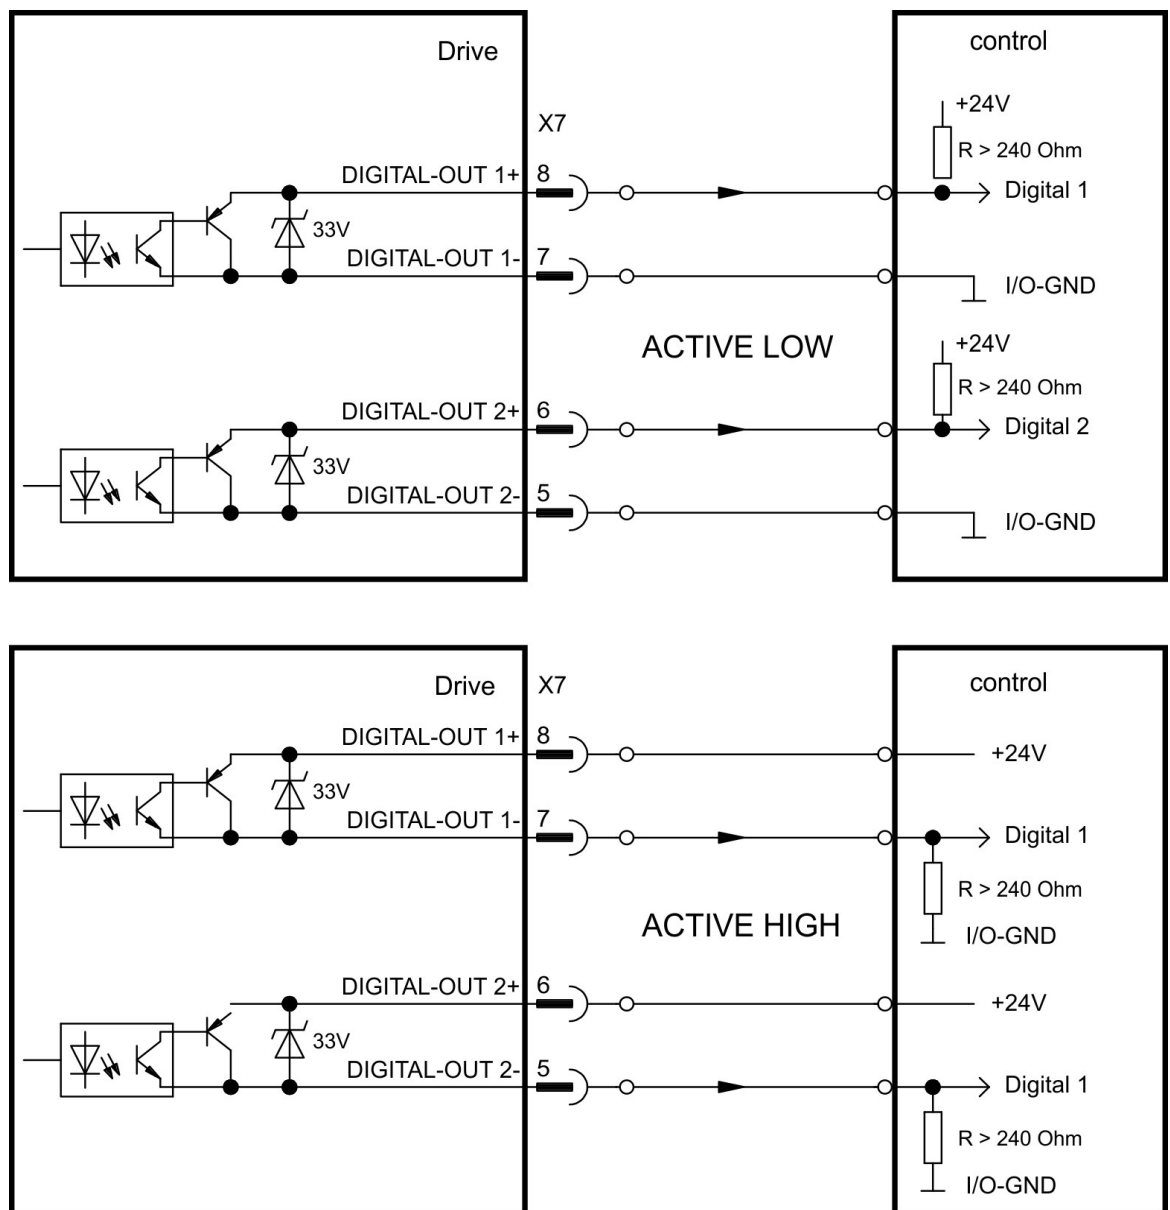 Drive
control
X7
+24V
R > 240 Ohm
DIGITAL-OUT 1+
8
Digital 1
33V
DIGITAL-OUT 1-
7
I/O-GND
ACTIVE LOW
+24V
R > 240 Ohm
DIGITAL-OUT 2+
6
Digital 2
33V
DIGITAL-OUT 2-
5
I/O-GND
Drive
X7
control
DIGITAL-OUT 1+
8
+24V
33V
DIGITAL-OUT 1-
7
Digital 1
R > 240 Ohm
ACTIVE HIGH
I/O-GND
DIGITAL-OUT 2+
6
+24V
33V
DIGITAL-OUT 2-
5
Digital 1
R > 240 Ohm
I/O-GND